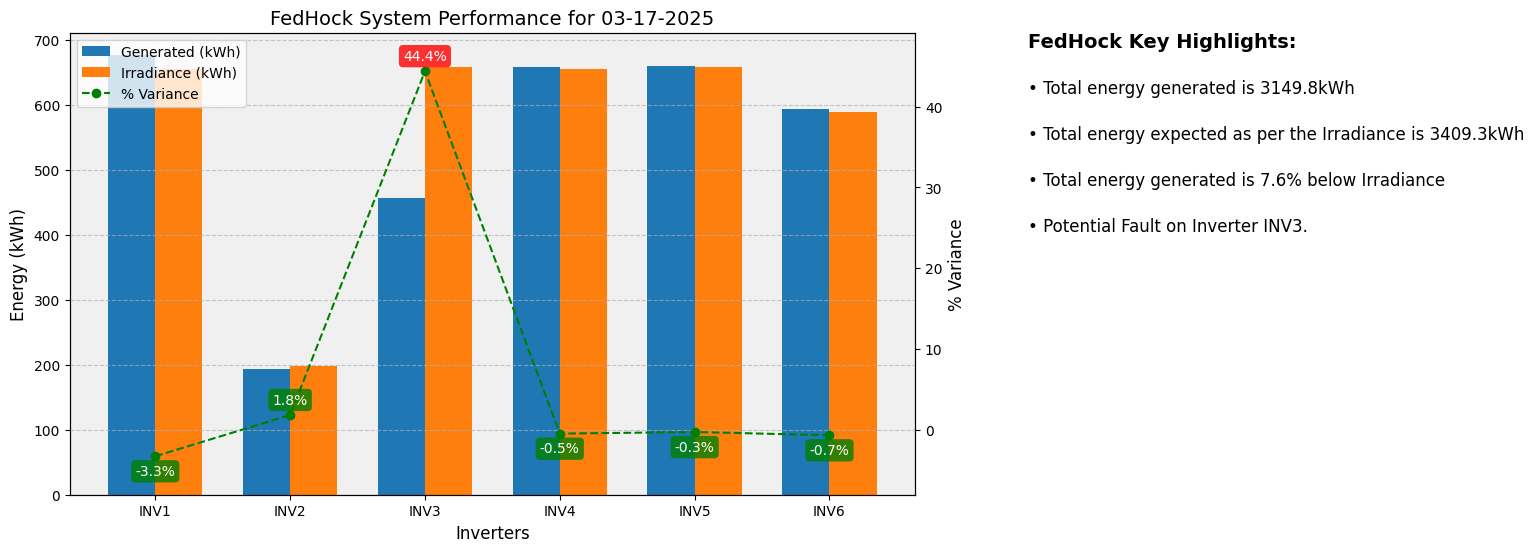 FedHock System Performance for 03-17-2025
Generated (kWh)
Irradiance (kWh)
% Variance
700
600
500
400
300
200
100
0
Energy (kWh)
44.4%
1.8%
-3.3%
-0.5%
-0.3%
-0.7%
40
30
20
10
0
% Variance
INV1 INV2 INV3 INV4 INV5 INV6
Inverters
FedHock Key Highlights:
• Total energy generated is 3149.8kWh
• Total energy expected as per the Irradiance is 3409.3kWh
• Total energy generated is 7.6% below Irradiance
• Potential Fault on Inverter INV3.